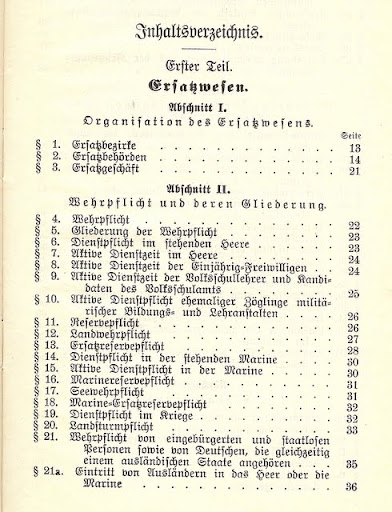 Inhaltsverzeichnis.
Erster Teil.
Ersatzwesen.
Abschnitt I.
Organisation des Ersatzwesens.
Seite
§ 1. Ersatzbezirke . . . . . . . . . . . . 13
§ 2. Ersatzbehörden . . . . . . . . . . . 14
§ 3. Ersatzgeschäft . . . . . . . . . . . 21
Abschnitt II.
Wehrpflicht und deren Gliederung.
§ 4. Wehrpflicht . . . . . . . . . . . . 22
§ 5. Gliederung der Wehrpflicht . . . . . . 23
§ 6. Dienstpflicht im stehenden Heere . . . . 23
§ 7. Aktive Dienstzeit im Heere . . . . . . 24
§ 8. Aktive Dienstzeit der Einjährig-Freiwilligen . . 24
§ 9. Aktive Dienstzeit der Volksschullehrer und Kandi-
daten des Volksschulamts . . . . . . . 25
§ 10. Aktive Dienstpflicht ehemaliger Zöglinge militä-
rischer Bildungs- und Lehranstalten . . . . 26
§ 11. Reservepflicht . . . . . . . . . . . 26
§ 12. Landwehrpflicht . . . . . . . . . . 27
§ 13. Ersatzreservepflicht . . . . . . . . . 28
§ 14. Dienstpflicht in der stehenden Marine . . . 30
§ 15. Aktive Dienstpflicht in der Marine . . . . 30
§ 16. Marinereservepflicht . . . . . . . . . 31
§ 17. Seewehrpflicht . . . . . . . . . . . 31
§ 18. Marine-Ersatzreservepflicht . . . . . . 32
§ 19. Dienstpflicht im Kriege . . . . . . . . 32
§ 20. Landsturmpflicht . . . . . . . . . . 33
§ 21. Wehrpflicht von eingebürgerten und staatlosen
Personen sowie von Deutschen, die gleichzeitig
einem ausländischen Staate angehören . . . 35
§ 21a. Eintritt von Ausländern in das Heer oder die
Marine . . . . . . . . . . . . . 36